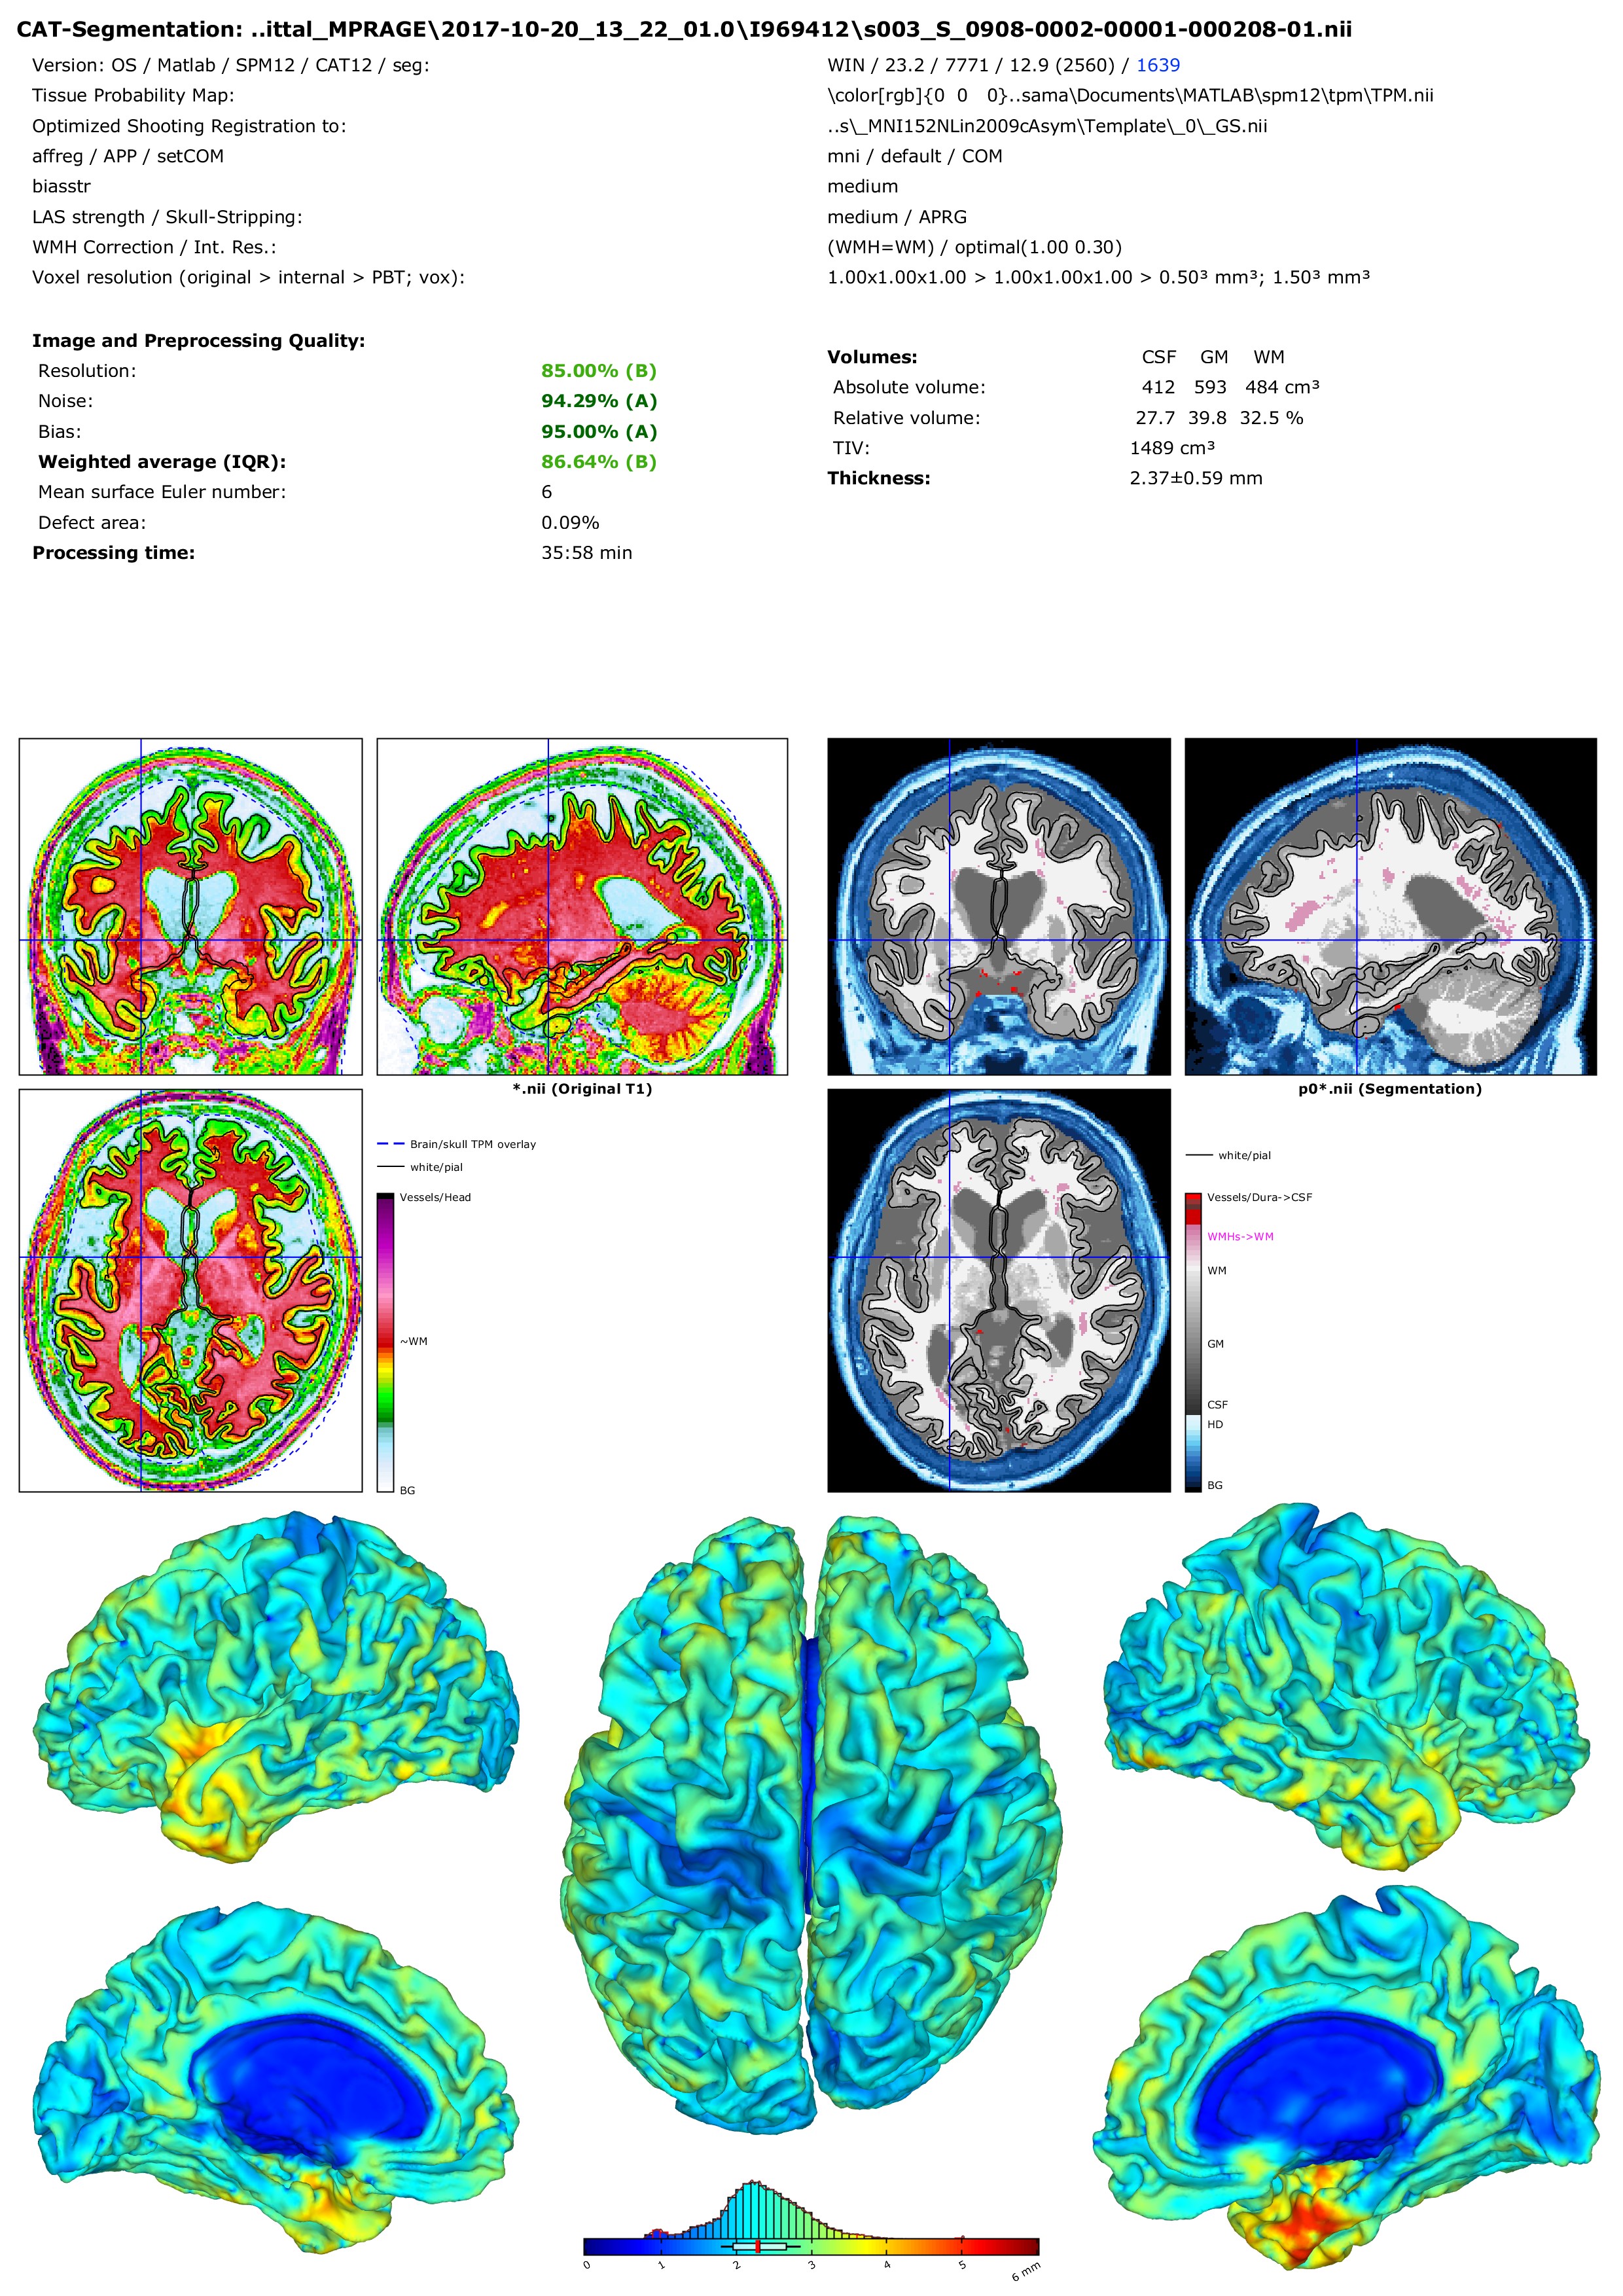 CAT-Segmentation: ..ittal_MPRAGE\2017-10-20_13_22_01.0\I969412\s003_S_0908-0002-00001-000208-01.nii
Version: OS / Matlab / SPM12 / CAT12 / seg: WIN / 23.2 / 7771 / 12.9 (2560) / 1639
Tissue Probability Map: \color[rgb]{0 0 0}..sama\Documents\MATLAB\spm12\tpm\TPM.nii
Optimized Shooting Registration to: ..s\_MNI152NLin2009cAsym\Template\_0\_GS.nii
affreg / APP / setCOM mni / default / COM
biasstr medium
LAS strength / Skull-Stripping: medium / APRG
WMH Correction / Int. Res.: (WMH=WM) / optimal(1.00 0.30)
Voxel resolution (original > internal > PBT; vox): 1.00x1.00x1.00 > 1.00x1.00x1.00 > 0.50³ mm³; 1.50³ mm³
Image and Preprocessing Quality:
Resolution: 85.00% (B)
Noise: 94.29% (A)
Bias: 95.00% (A)
Weighted average (IQR): 86.64% (B)
Mean surface Euler number: 6
Defect area: 0.09%
Processing time: 35:58 min
Volumes: CSF GM WM
Absolute volume: 412 593 484 cm³
Relative volume: 27.7 39.8 32.5 %
TIV: 1489 cm³
Thickness: 2.37±0.59 mm
*.nii (Original T1)
Brain/skull TPM overlay
white/pial
Vessels/Head
~WM
BG
p0*.nii (Segmentation)
white/pial
Vessels/Dura->CSF
WMHs->WM
WM
GM
CSF
HD
BG
0 1 2 3 4 5 6 mm